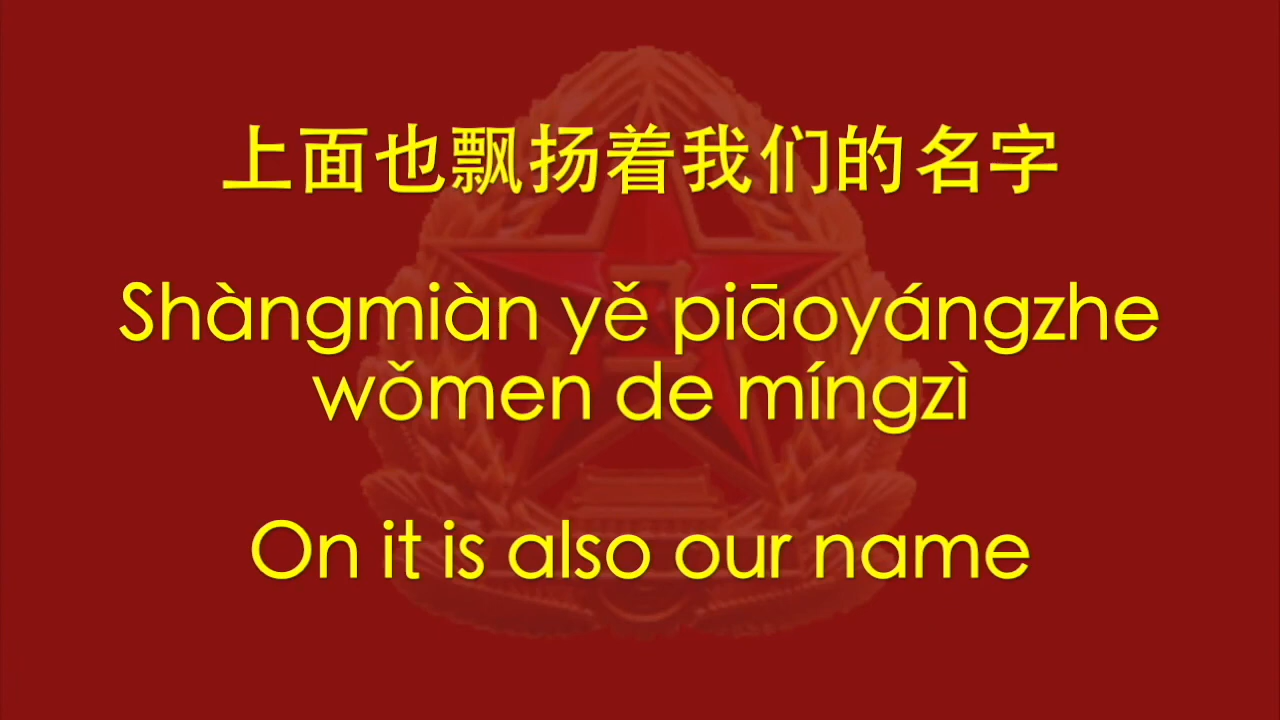 上面也飘扬着我们的名字
Shàngmiàn yě piāoyángzhe
wǒmen de míngzì
On it is also our name